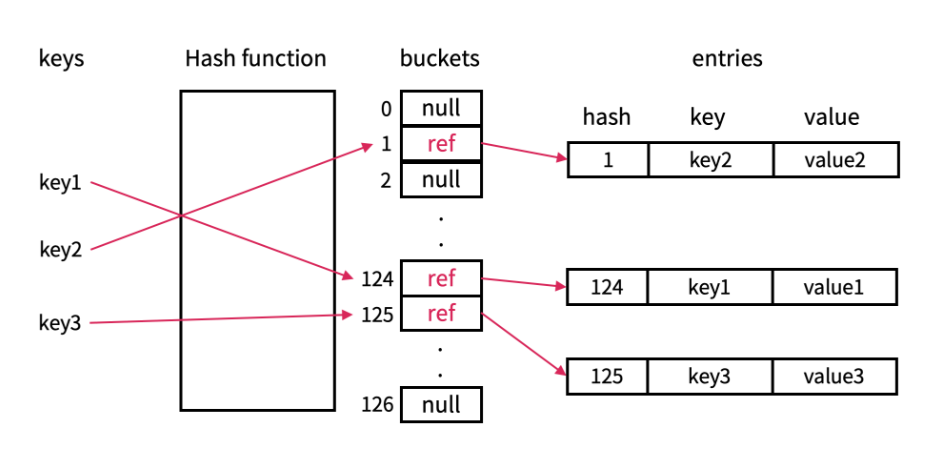 keys Hash function buckets entries
hash key value
0 null
1 ref
1 key2 value2
2 null
key1
key2
124 ref
124 key1 value1
125 ref
key3
125 key3 value3
126 null